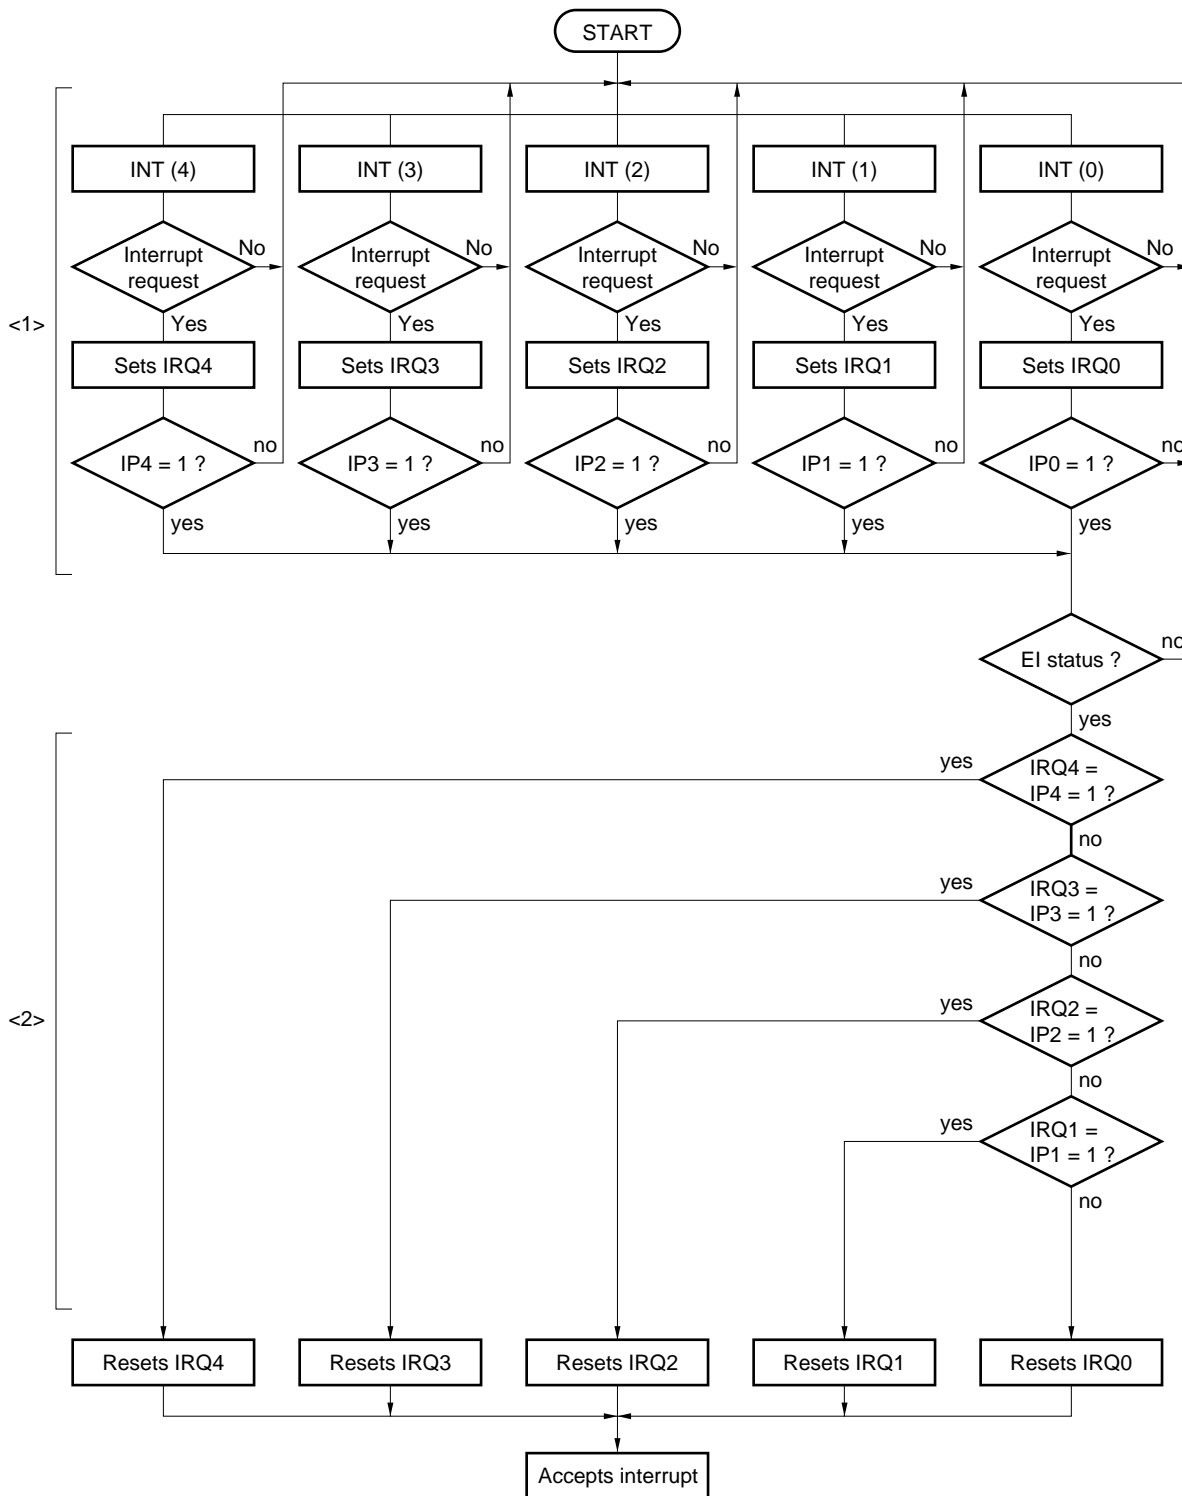 START
INT (4)
INT (3)
INT (2)
INT (1)
INT (0)
No
No
No
No
No
Interrupt
request
Interrupt
request
Interrupt
request
Interrupt
request
Interrupt
request
Yes
Yes
Yes
Yes
Yes
<1>
Sets IRQ4
Sets IRQ3
Sets IRQ2
Sets IRQ1
Sets IRQ0
no
no
no
no
no
IP4 = 1 ?
IP3 = 1 ?
IP2 = 1 ?
IP1 = 1 ?
IP0 = 1 ?
yes
yes
yes
yes
yes
EI status ?
no
yes
yes
IRQ4 =
IP4 = 1 ?
no
yes
IRQ3 =
IP3 = 1 ?
no
<2>
yes
IRQ2 =
IP2 = 1 ?
no
yes
IRQ1 =
IP1 = 1 ?
no
Resets IRQ4
Resets IRQ3
Resets IRQ2
Resets IRQ1
Resets IRQ0
Accepts interrupt